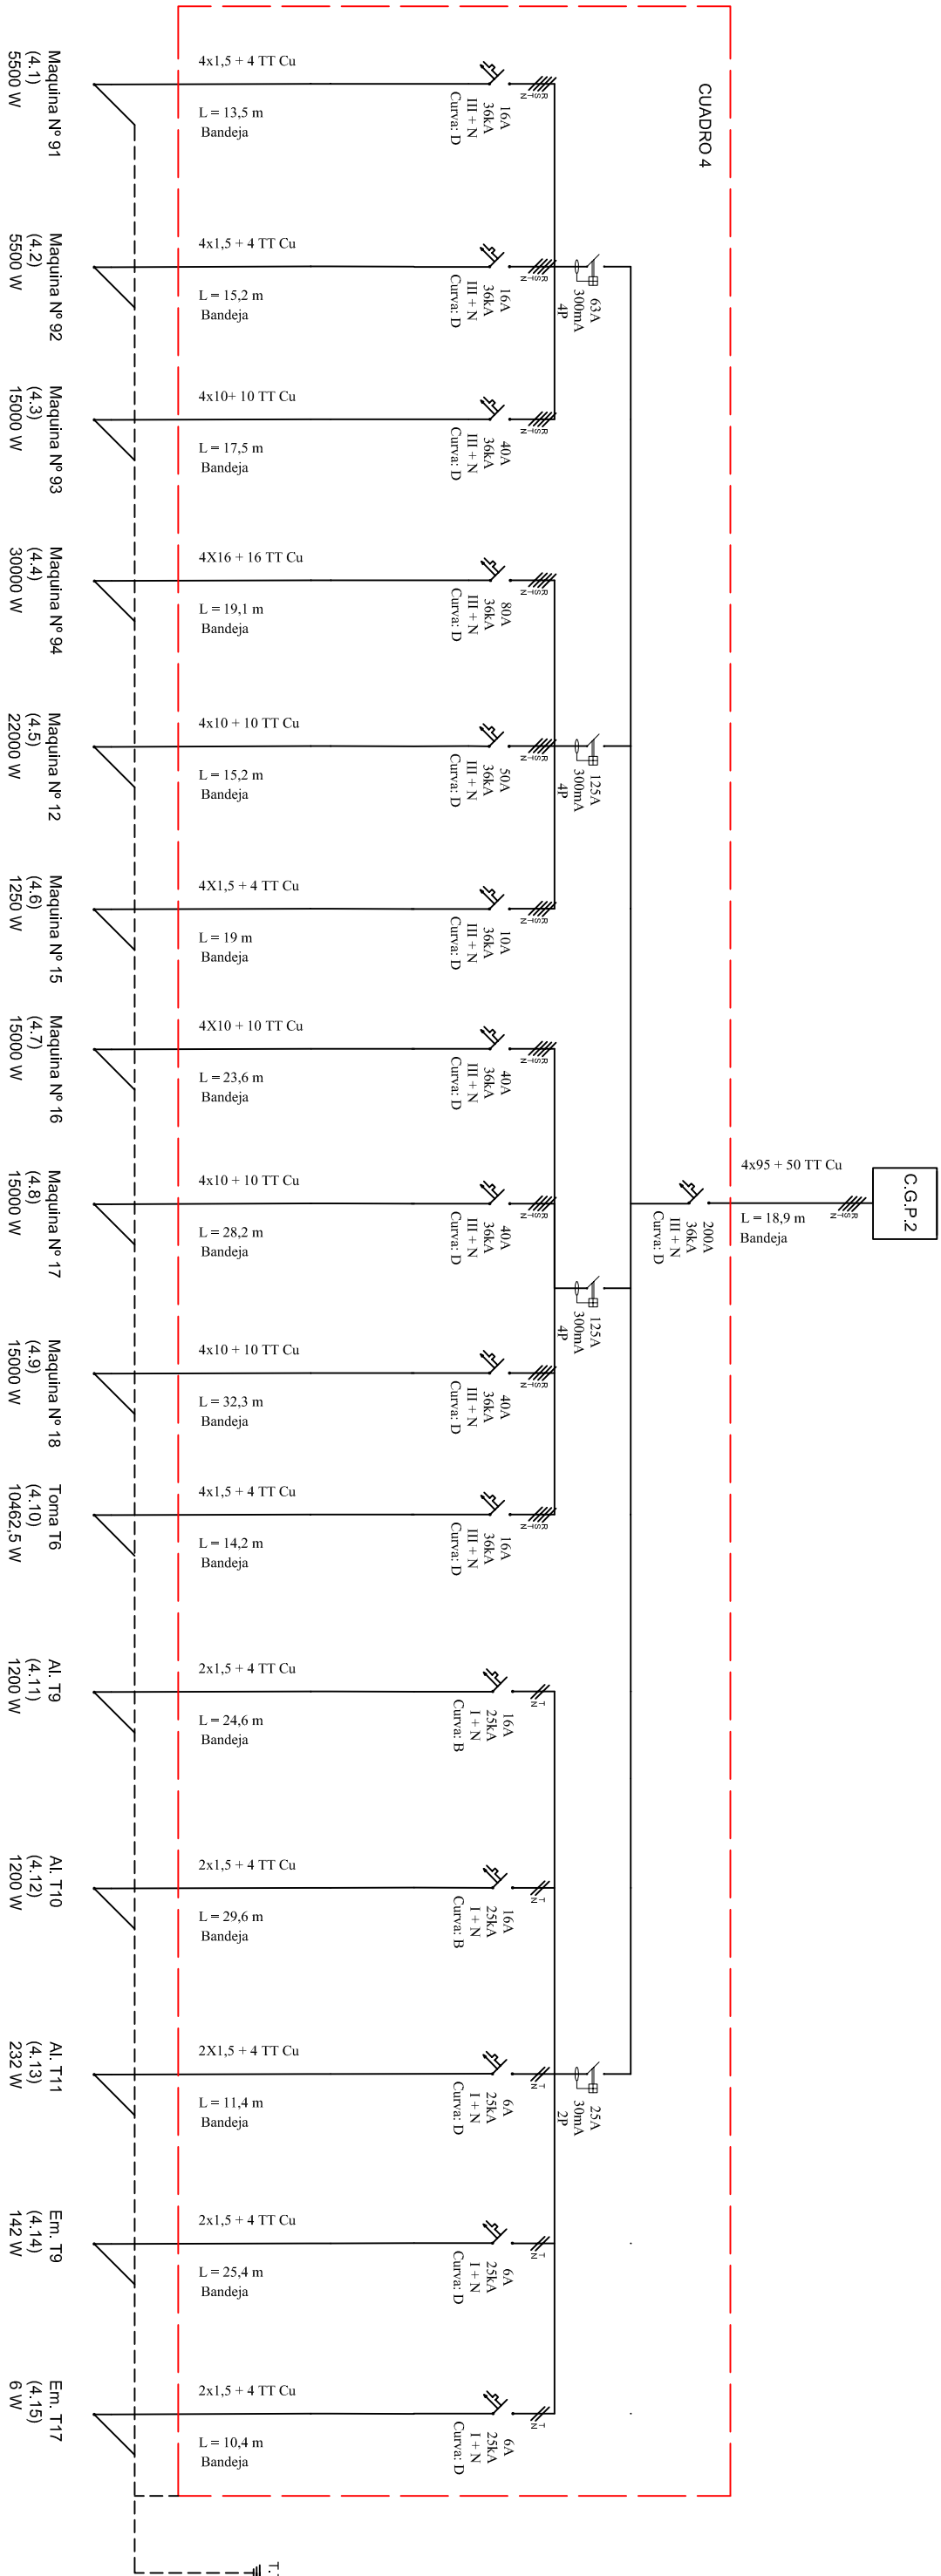 C.G.P.2
R
S
T
N
4x95 + 50 TT Cu
L = 18,9 m
Bandeja
CUADRO 4
200A
36kA
III + N
Curva: D
63A
300mA
4P
125A
300mA
4P
125A
300mA
4P
25A
30mA
2P
R
S
T
N
16A
36kA
III + N
Curva: D
4x1,5 + 4 TT Cu
L = 13,5 m
Bandeja
Maquina Nº 91
(4.1)
5500 W
R
S
T
N
16A
36kA
III + N
Curva: D
4x1,5 + 4 TT Cu
L = 15,2 m
Bandeja
Maquina Nº 92
(4.2)
5500 W
R
S
T
N
40A
36kA
III + N
Curva: D
4x10+ 10 TT Cu
L = 17,5 m
Bandeja
Maquina Nº 93
(4.3)
15000 W
R
S
T
N
80A
36kA
III + N
Curva: D
4X16 + 16 TT Cu
L = 19,1 m
Bandeja
Maquina Nº 94
(4.4)
30000 W
R
S
T
N
50A
36kA
III + N
Curva: D
4x10 + 10 TT Cu
L = 15,2 m
Bandeja
Maquina Nº 12
(4.5)
22000 W
R
S
T
N
10A
36kA
III + N
Curva: D
4X1,5 + 4 TT Cu
L = 19 m
Bandeja
Maquina Nº 15
(4.6)
1250 W
R
S
T
N
40A
36kA
III + N
Curva: D
4X10 + 10 TT Cu
L = 23,6 m
Bandeja
Maquina Nº 16
(4.7)
15000 W
R
S
T
N
40A
36kA
III + N
Curva: D
4x10 + 10 TT Cu
L = 28,2 m
Bandeja
Maquina Nº 17
(4.8)
15000 W
R
S
T
N
40A
36kA
III + N
Curva: D
4x10 + 10 TT Cu
L = 32,3 m
Bandeja
Maquina Nº 18
(4.9)
15000 W
R
S
T
N
16A
36kA
III + N
Curva: D
4x1,5 + 4 TT Cu
L = 14,2 m
Bandeja
Toma T6
(4.10)
10462,5 W
T
N
16A
25kA
I + N
Curva: B
2x1,5 + 4 TT Cu
L = 24,6 m
Bandeja
Al. T9
(4.11)
1200 W
T
N
16A
25kA
I + N
Curva: B
2x1,5 + 4 TT Cu
L = 29,6 m
Bandeja
Al. T10
(4.12)
1200 W
T
N
6A
25kA
I + N
Curva: D
2X1,5 + 4 TT Cu
L = 11,4 m
Bandeja
Al. T11
(4.13)
232 W
T
N
6A
25kA
I + N
Curva: D
2x1,5 + 4 TT Cu
L = 25,4 m
Bandeja
Em. T9
(4.14)
142 W
T
N
6A
25kA
I + N
Curva: D
2x1,5 + 4 TT Cu
L = 10,4 m
Bandeja
Em. T17
(4.15)
6 W